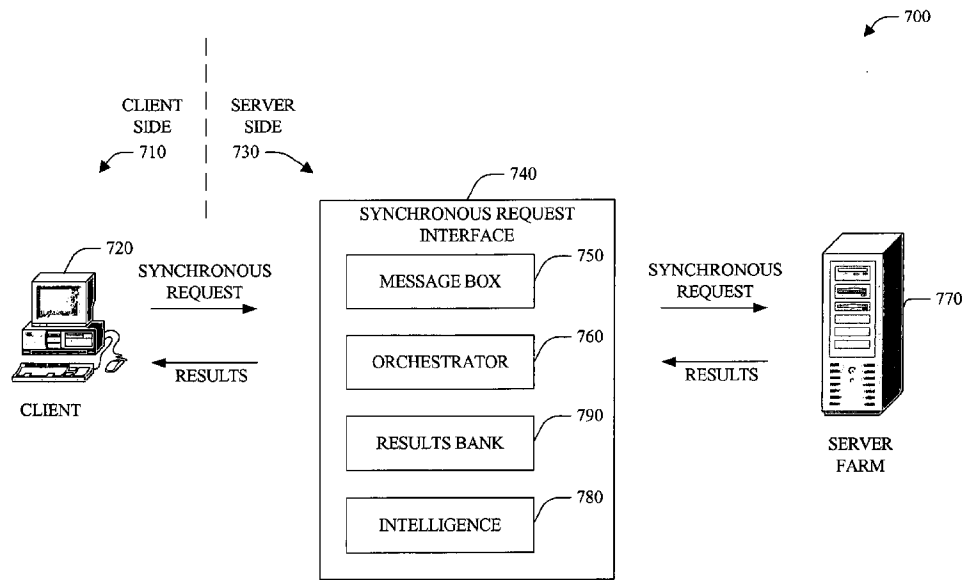 700
CLIENT
SIDE
710
SERVER
SIDE
730
740
SYNCHRONOUS REQUEST
INTERFACE
720
SYNCHRONOUS
REQUEST
RESULTS
CLIENT
MESSAGE BOX
750
ORCHESTRATOR
760
RESULTS BANK
790
INTELLIGENCE
780
SYNCHRONOUS
REQUEST
RESULTS
770
SERVER
FARM